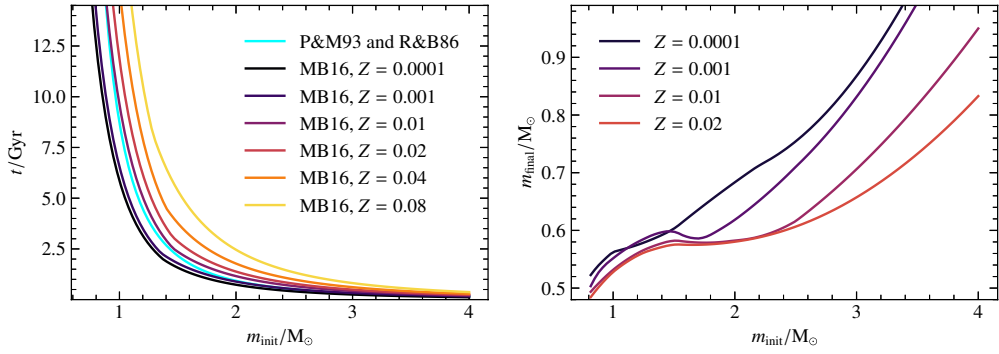 12.5
10.0
7.5
5.0
2.5
t/Gyr
1
2
3
4
m_init/M_⊙
P&M93 and R&B86
MB16, Z = 0.0001
MB16, Z = 0.001
MB16, Z = 0.01
MB16, Z = 0.02
MB16, Z = 0.04
MB16, Z = 0.08
0.9
0.8
0.7
0.6
0.5
m_final/M_⊙
1
2
3
4
m_init/M_⊙
Z = 0.0001
Z = 0.001
Z = 0.01
Z = 0.02